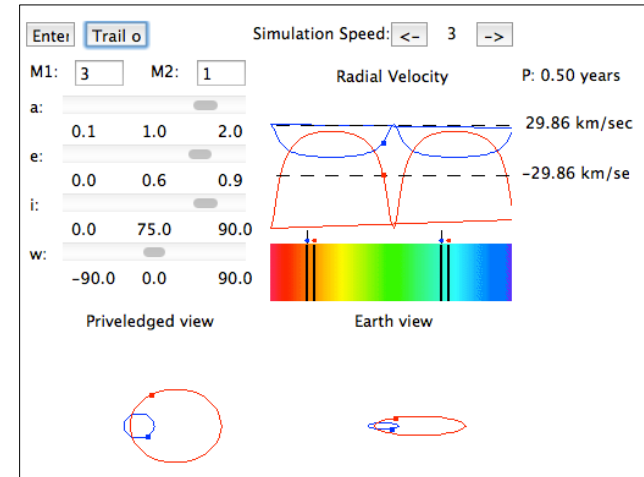 Enter Trail o Simulation Speed: <- 3 ->
M1: 3 M2: 1 Radial Velocity P: 0.50 years
a:
0.1 1.0 2.0 29.86 km/sec
e:
0.0 0.6 0.9 -29.86 km/se
i:
0.0 75.0 90.0
w:
-90.0 0.0 90.0
Priveledged view Earth view